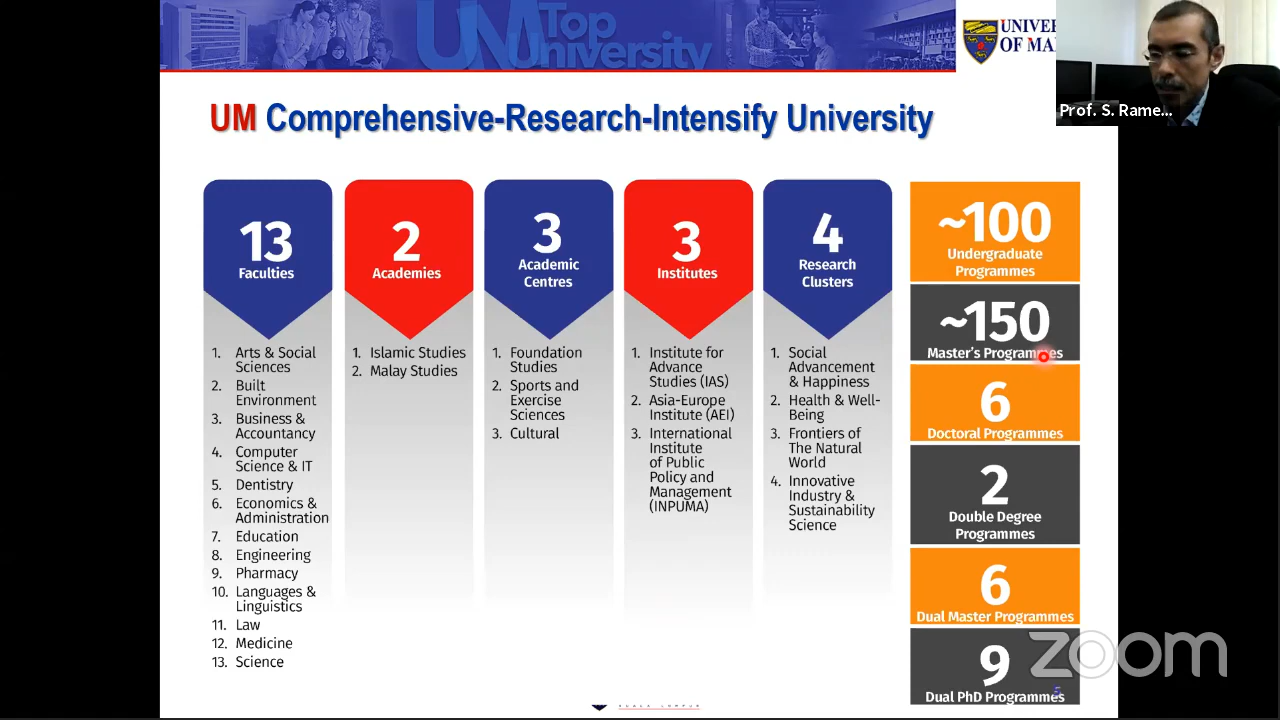 UM Top
University
UNIVER
OF MA
Prof. S. Rame...
UM Comprehensive-Research-Intensify University
13
Faculties
1. Arts & Social
Sciences
2. Built
Environment
3. Business &
Accountancy
4. Computer
Science & IT
5. Dentistry
6. Economics &
Administration
7. Education
8. Engineering
9. Pharmacy
10. Languages &
Linguistics
11. Law
12. Medicine
13. Science
2
Academies
1. Islamic Studies
2. Malay Studies
3
Academic
Centres
1. Foundation
Studies
2. Sports and
Exercise
Sciences
3. Cultural
3
Institutes
1. Institute for
Advance
Studies (IAS)
2. Asia-Europe
Institute (AEI)
3. International
Institute
of Public
Policy and
Management
(INPUMA)
4
Research
Clusters
1. Social
Advancement
& Happiness
2. Health & Well-
Being
3. Frontiers of
The Natural
World
4. Innovative
Industry &
Sustainability
Science
~100
Undergraduate
Programmes
~150
Master's Programmes
6
Doctoral Programmes
2
Double Degree
Programmes
6
Dual Master Programmes
9
Dual PhD Programmes
5
zoom